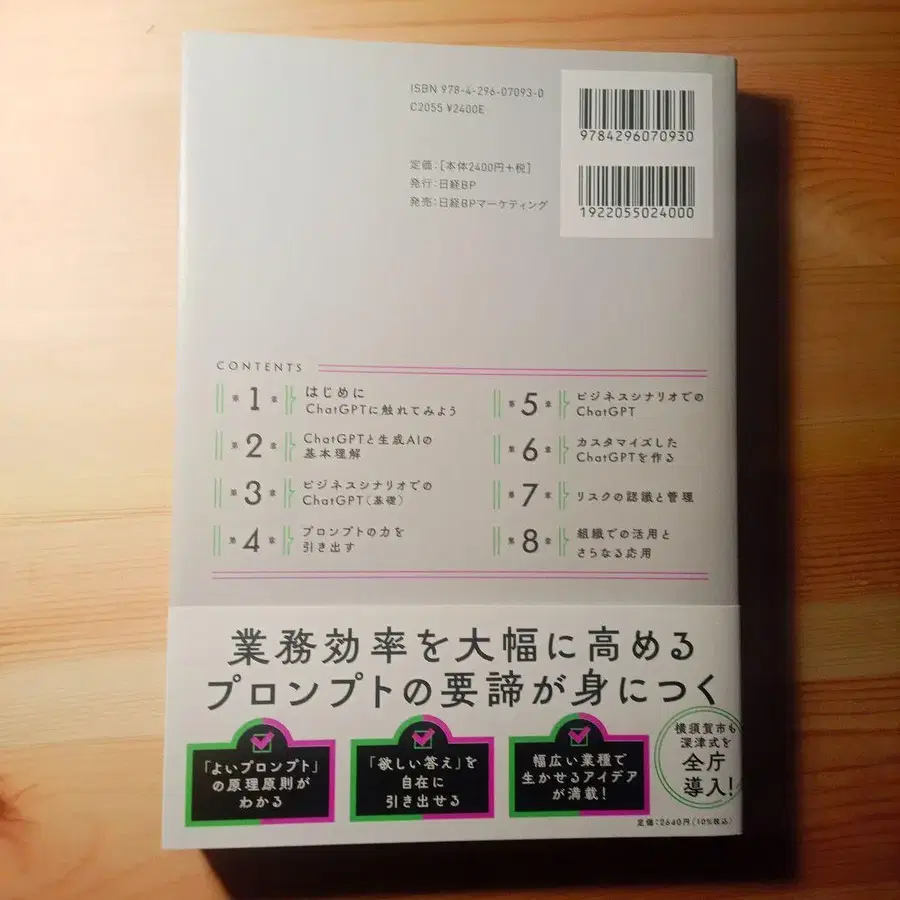 ISBN 978-4-296-07093-0
C2055 ¥2400E
定価：[本体2400円＋税]
発行：日経BP
発売：日経BPマーケティング
9784296070930
1922055024000
CONTENTS
第1章 はじめに
ChatGPTに触れてみよう
第2章 ChatGPTと生成AIの
基本理解
第3章 ビジネスシナリオでの
ChatGPT（基礎）
第4章 プロンプトの力を
引き出す
第5章 ビジネスシナリオでの
ChatGPT
第6章 カスタマイズした
ChatGPTを作る
第7章 リスクの認識と管理
第8章 組織での活用と
さらなる応用
業務効率を大幅に高める
プロンプトの要諦が身につく
「よいプロンプト」
の原理原則が
わかる
「欲しい答え」を
自在に
引き出せる
幅広い業種で
生かせるアイデア
が満載！
横須賀市も
深津式を
全庁
導入！
定価：2640円（10%税込）